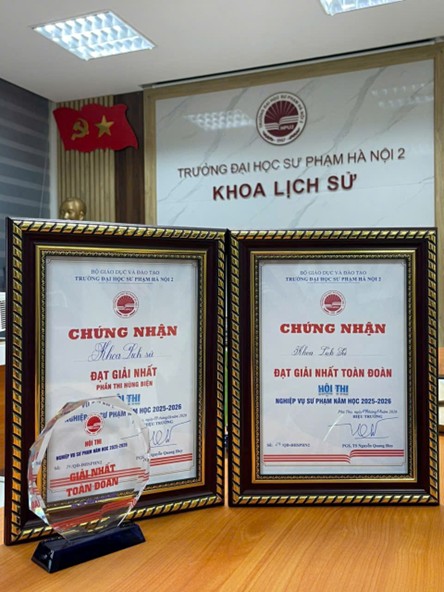 TRƯỜNG ĐẠI HỌC SƯ PHẠM HÀ NỘI 2
KHOA LỊCH SỬ
BỘ GIÁO DỤC VÀ ĐÀO TẠO
TRƯỜNG ĐẠI HỌC SƯ PHẠM HÀ NỘI 2
CHỨNG NHẬN
Khoa Lịch sử
ĐẠT GIẢI NHẤT
PHẦN THI HÙNG BIỆN
VỤ SƯ PHẠM NĂM HỌC 2025-2026
HIỆU TRƯỞNG
PGS. TS Nguyễn Quang Huy
BỘ GIÁO DỤC VÀ ĐÀO TẠO
TRƯỜNG ĐẠI HỌC SƯ PHẠM HÀ NỘI 2
CHỨNG NHẬN
Khoa Lịch Sử
ĐẠT GIẢI NHẤT TOÀN ĐOÀN
HỘI THI
NGHIỆP VỤ SƯ PHẠM NĂM HỌC 2025-2026
HIỆU TRƯỞNG
PGS. TS Nguyễn Quang Huy
HỘI THI
NGHIỆP VỤ SƯ PHẠM NĂM HỌC 2025-2026
GIẢI NHẤT
TOÀN ĐOÀN